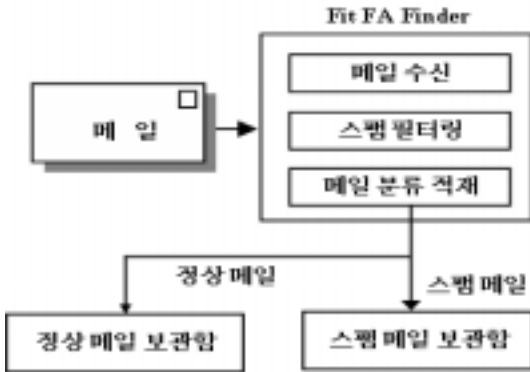 Fit FA Finder
메일 수신
메 일
스팸 필터링
메일 분류 적재
정상 메일
스팸 메일
정상 메일 보관함
스팸 메일 보관함